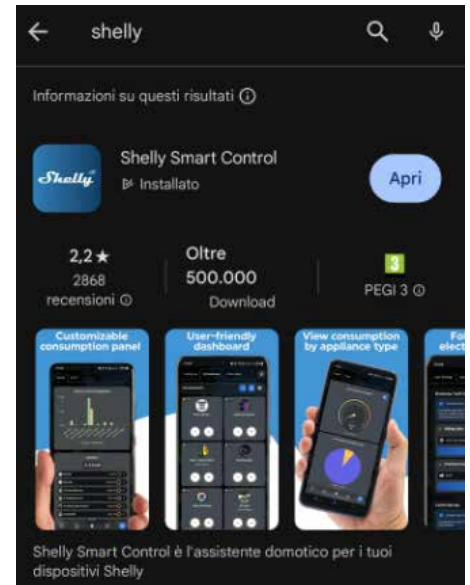 shelly
Informazioni su questi risultati
Shelly
Shelly Smart Control
Installato
Apri
2,2★
2868
recensioni
Oltre
500.000
Download
3
PEGI 3
Customizable
consumption panel
User-friendly
dashboard
View consumption
by appliance type
Shelly Smart Control è l'assistente domotico per i tuoi
dispositivi Shelly